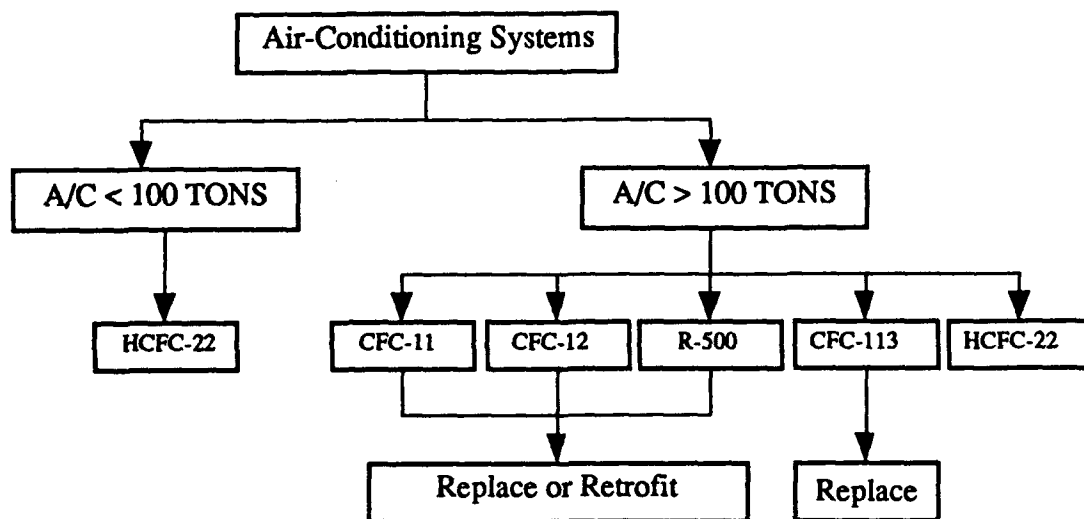 Air-Conditioning Systems
A/C < 100 TONS
A/C > 100 TONS
HCFC-22
CFC-11
CFC-12
R-500
CFC-113
HCFC-22
Replace or Retrofit
Replace